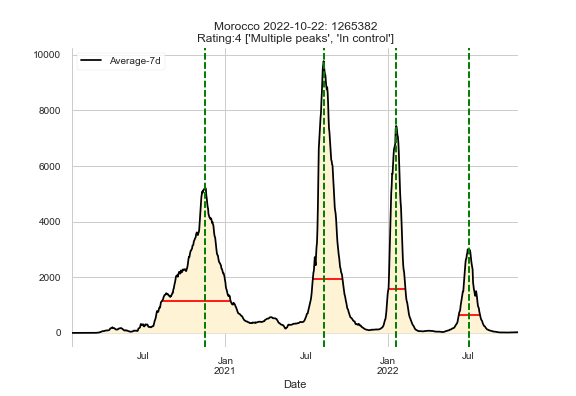 Morocco 2022-10-22: 1265382
Rating:4 ['Multiple peaks', 'In control']
Average-7d
10000
8000
6000
4000
2000
0
Jul
Jan
2021
Jul
Jan
2022
Jul
Date